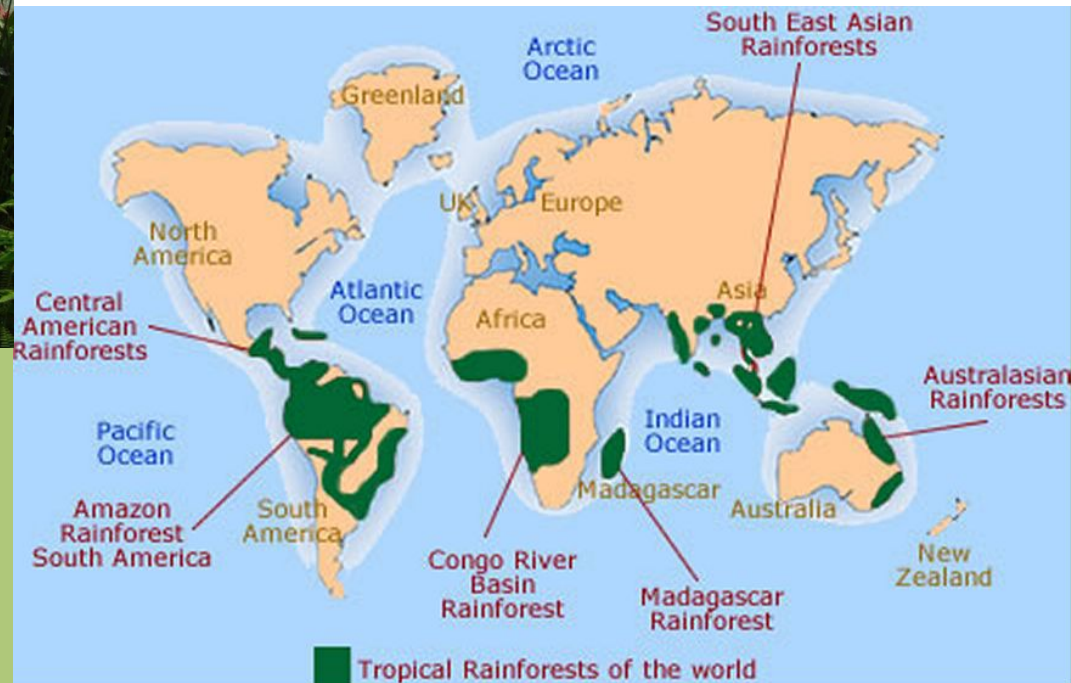 South East Asian
Rainforests
Arctic
Ocean
Greenland
UK
Europe
North
America
Asia
Atlantic
Ocean
Central
American
Rainforests
Africa
Australasian
Rainforests
Indian
Ocean
Pacific
Ocean
Madagascar
Amazon
Rainforest
South America
South
America
Australia
New
Zealand
Congo River
Basin
Rainforest
Madagascar
Rainforest
Tropical Rainforests of the world